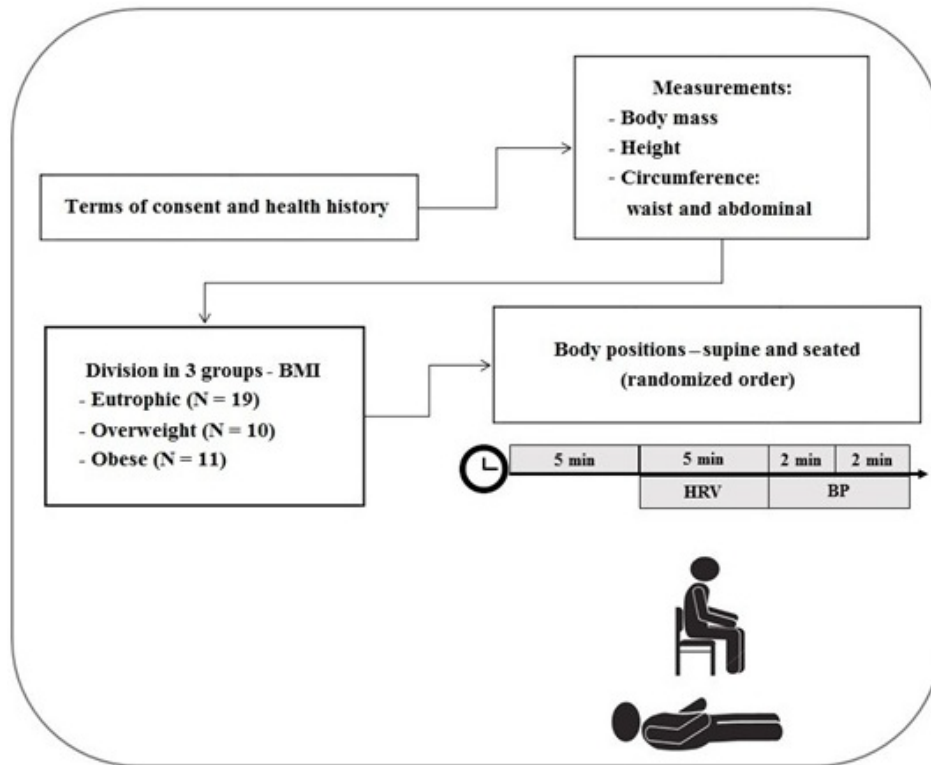 Terms of consent and health history
Measurements:
- Body mass
- Height
- Circumference:
waist and abdominal
Division in 3 groups - BMI
- Eutrophic (N = 19)
- Overweight (N = 10)
- Obese (N = 11)
Body positions – supine and seated
(randomized order)
5 min 5 min 2 min 2 min
HRV BP